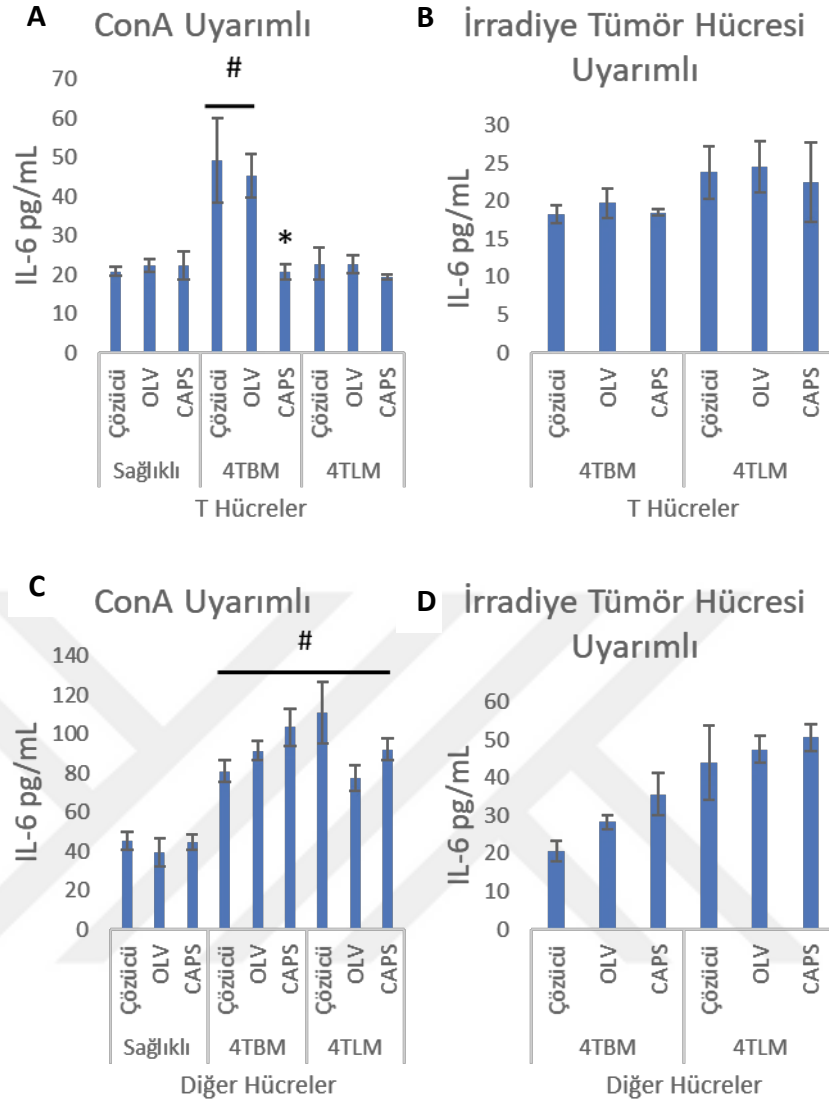 A
ConA Uyarımlı
#
*
IL-6 pg/mL
70
60
50
40
30
20
10
0
Çözücü
OLV
CAPS
Çözücü
OLV
CAPS
Çözücü
OLV
CAPS
Sağlıklı
4TBM
4TLM
T Hücreler
B
İrradiye Tümör Hücresi
Uyarımlı
IL-6 pg/mL
30
25
20
15
10
5
0
Çözücü
OLV
CAPS
Çözücü
OLV
CAPS
4TBM
4TLM
T Hücreler
C
ConA Uyarımlı
#
IL-6 pg/mL
140
120
100
80
60
40
20
0
Çözücü
OLV
CAPS
Çözücü
OLV
CAPS
Çözücü
OLV
CAPS
Sağlıklı
4TBM
4TLM
Diğer Hücreler
D
İrradiye Tümör Hücresi
Uyarımlı
IL-6 pg/mL
60
50
40
30
20
10
0
Çözücü
OLV
CAPS
Çözücü
OLV
CAPS
4TBM
4TLM
Diğer Hücreler